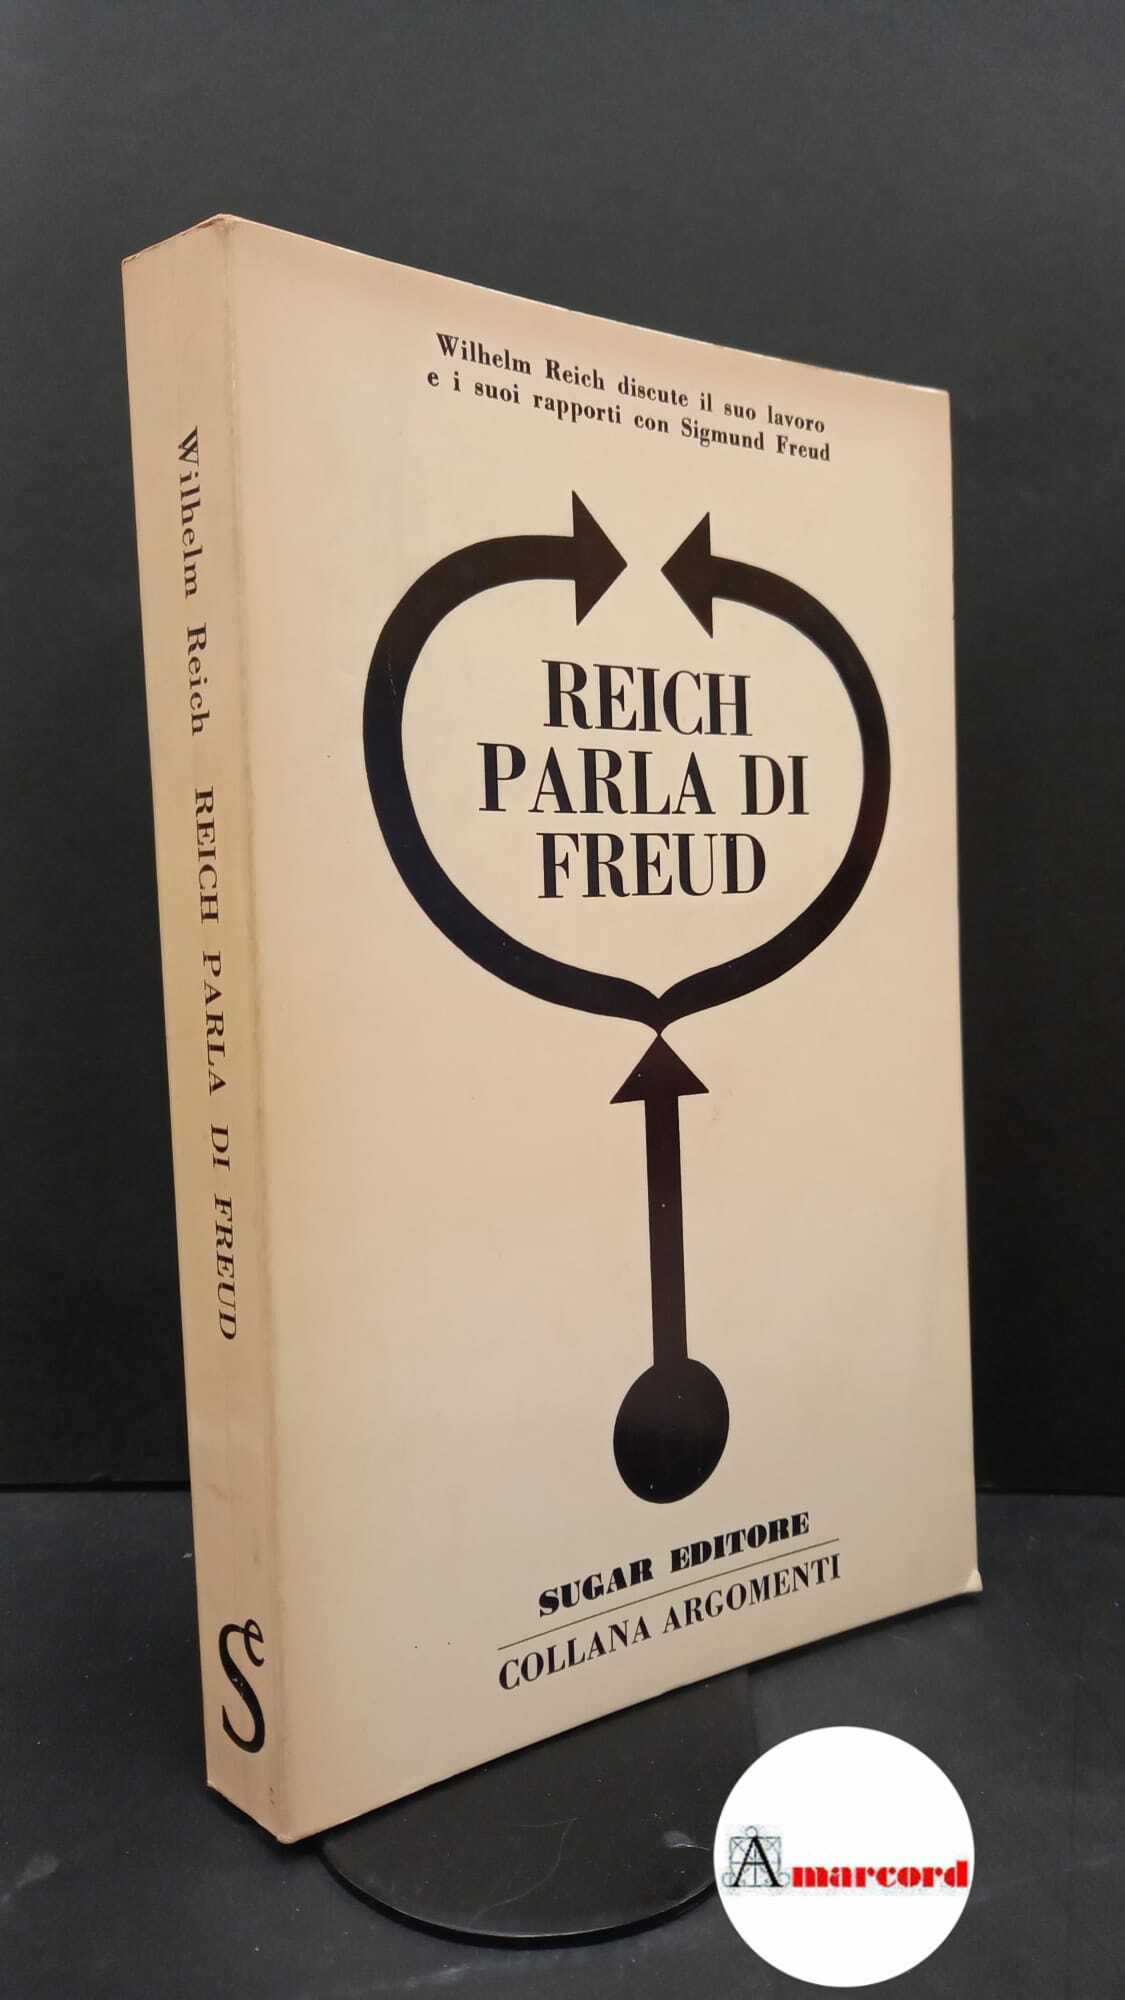 Wilhelm Reich discute il suo lavoro
e i suoi rapporti con Sigmund Freud
REICH
PARLA DI
FREUD
SUGAR EDITORE
COLLANA ARGOMENTI
Wilhelm Reich REICH PARLA DI FREUD
S
Amarcord